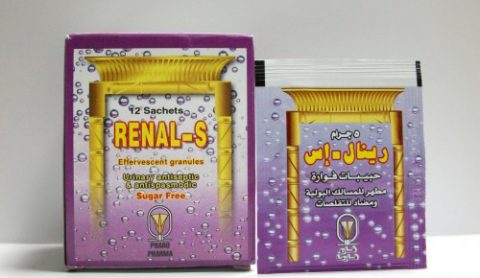 12 Sachets
RENAL-S
Effervescent granules
Urinary antiseptic
& antispasmodic
Sugar Free
PHARO
PHARMA
٥ جرام
رينال - إس
حبيبات فوارة
مطهر للمسالك البولية
ومضاد للتقلصات
فاروفارما